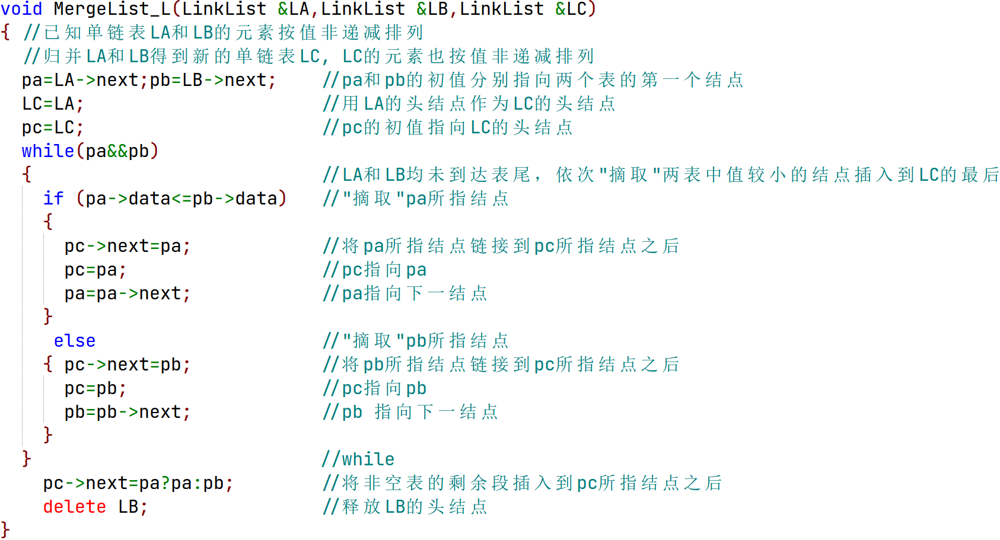 void MergeList_L(LinkList &LA,LinkList &LB,LinkList &LC)
{ //已知单链表LA和LB的元素按值非递减排列
  //归并LA和LB得到新的单链表LC, LC的元素也按值非递减排列
  pa=LA->next;pb=LB->next;    //pa和pb的初值分别指向两个表的第一个结点
  LC=LA;                      //用LA的头结点作为LC的头结点
  pc=LC;                      //pc的初值指向LC的头结点
  while(pa&&pb)
  {                           //LA和LB均未到达表尾，依次"摘取"两表中值较小的结点插入到LC的最后
    if (pa->data<=pb->data)   //"摘取"pa所指结点
    {
      pc->next=pa;            //将pa所指结点链接到pc所指结点之后
      pc=pa;                  //pc指向pa
      pa=pa->next;            //pa指向下一结点
    }
     else                     //"摘取"pb所指结点
    { pc->next=pb;            //将pb所指结点链接到pc所指结点之后
      pc=pb;                  //pc指向pb
      pb=pb->next;            //pb 指向下一结点
    }
  }                           //while
    pc->next=pa?pa:pb;        //将非空表的剩余段插入到pc所指结点之后
    delete LB;                //释放LB的头结点
}